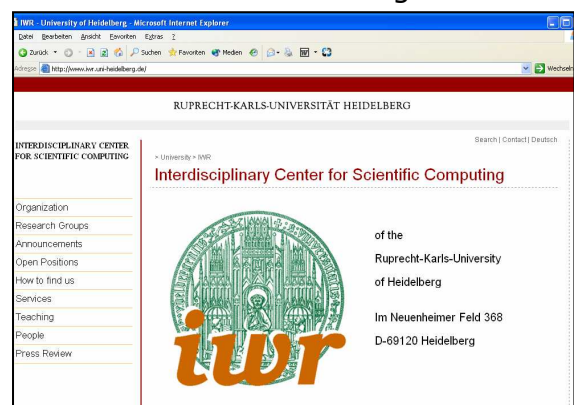 IWR - University of Heidelberg - Microsoft Internet Explorer
Datei Bearbeiten Ansicht Favoriten Extras ?
Zurück Suchen Favoriten Medien
Adresse http://www.iwr.uni-heidelberg.de/ Wechseln
RUPRECHT-KARLS-UNIVERSITÄT HEIDELBERG
Search | Contact | Deutsch
INTERDISCIPLINARY CENTER
FOR SCIENTIFIC COMPUTING
> University > IWR
Interdisciplinary Center for Scientific Computing
Organization
Research Groups
Announcements
Open Positions
How to find us
Services
Teaching
People
Press Review
of the
Ruprecht-Karls-University
of Heidelberg
Im Neuenheimer Feld 368
D-69120 Heidelberg
iwr